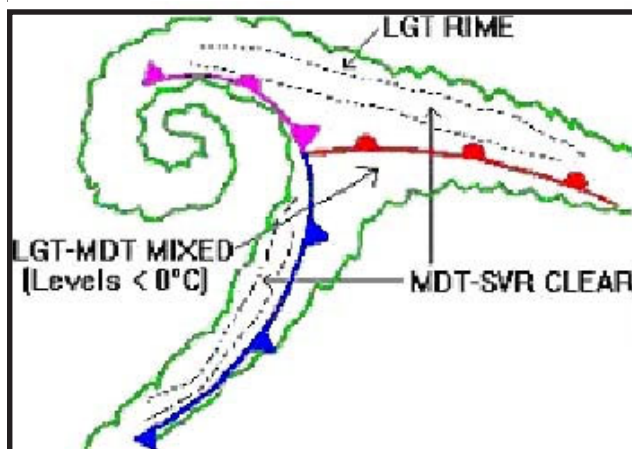 LGT RIME
LGT-MDT MIXED
(Levels < 0°C)
MDT-SVR CLEAR